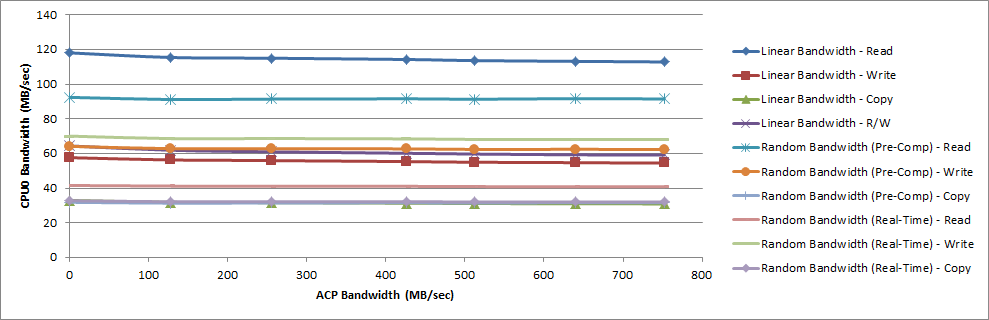 140
120
100
80
60
40
20
0
CPU0 Bandwidth (MB/sec)
0 100 200 300 400 500 600 700 800
ACP Bandwidth (MB/sec)
Linear Bandwidth - Read
Linear Bandwidth - Write
Linear Bandwidth - Copy
Linear Bandwidth - R/W
Random Bandwidth (Pre-Comp) - Read
Random Bandwidth (Pre-Comp) - Write
Random Bandwidth (Pre-Comp) - Copy
Random Bandwidth (Real-Time) - Read
Random Bandwidth (Real-Time) - Write
Random Bandwidth (Real-Time) - Copy